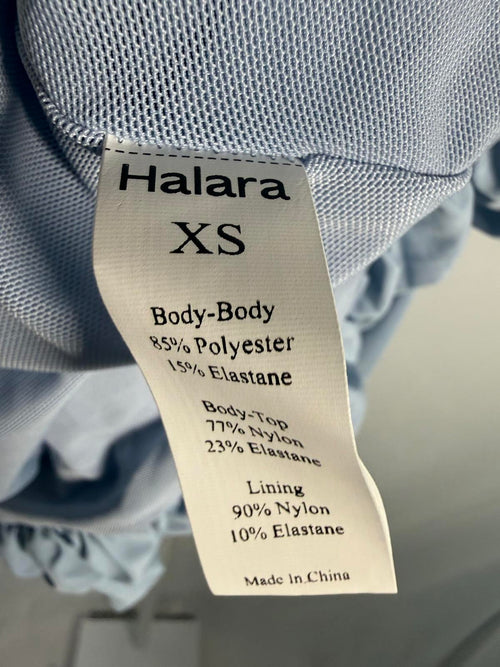 Halara
XS
Body-Body
85% Polyester
15% Elastane
Body-Top
77% Nylon
23% Elastane
Lining
90% Nylon
10% Elastane
Made In China